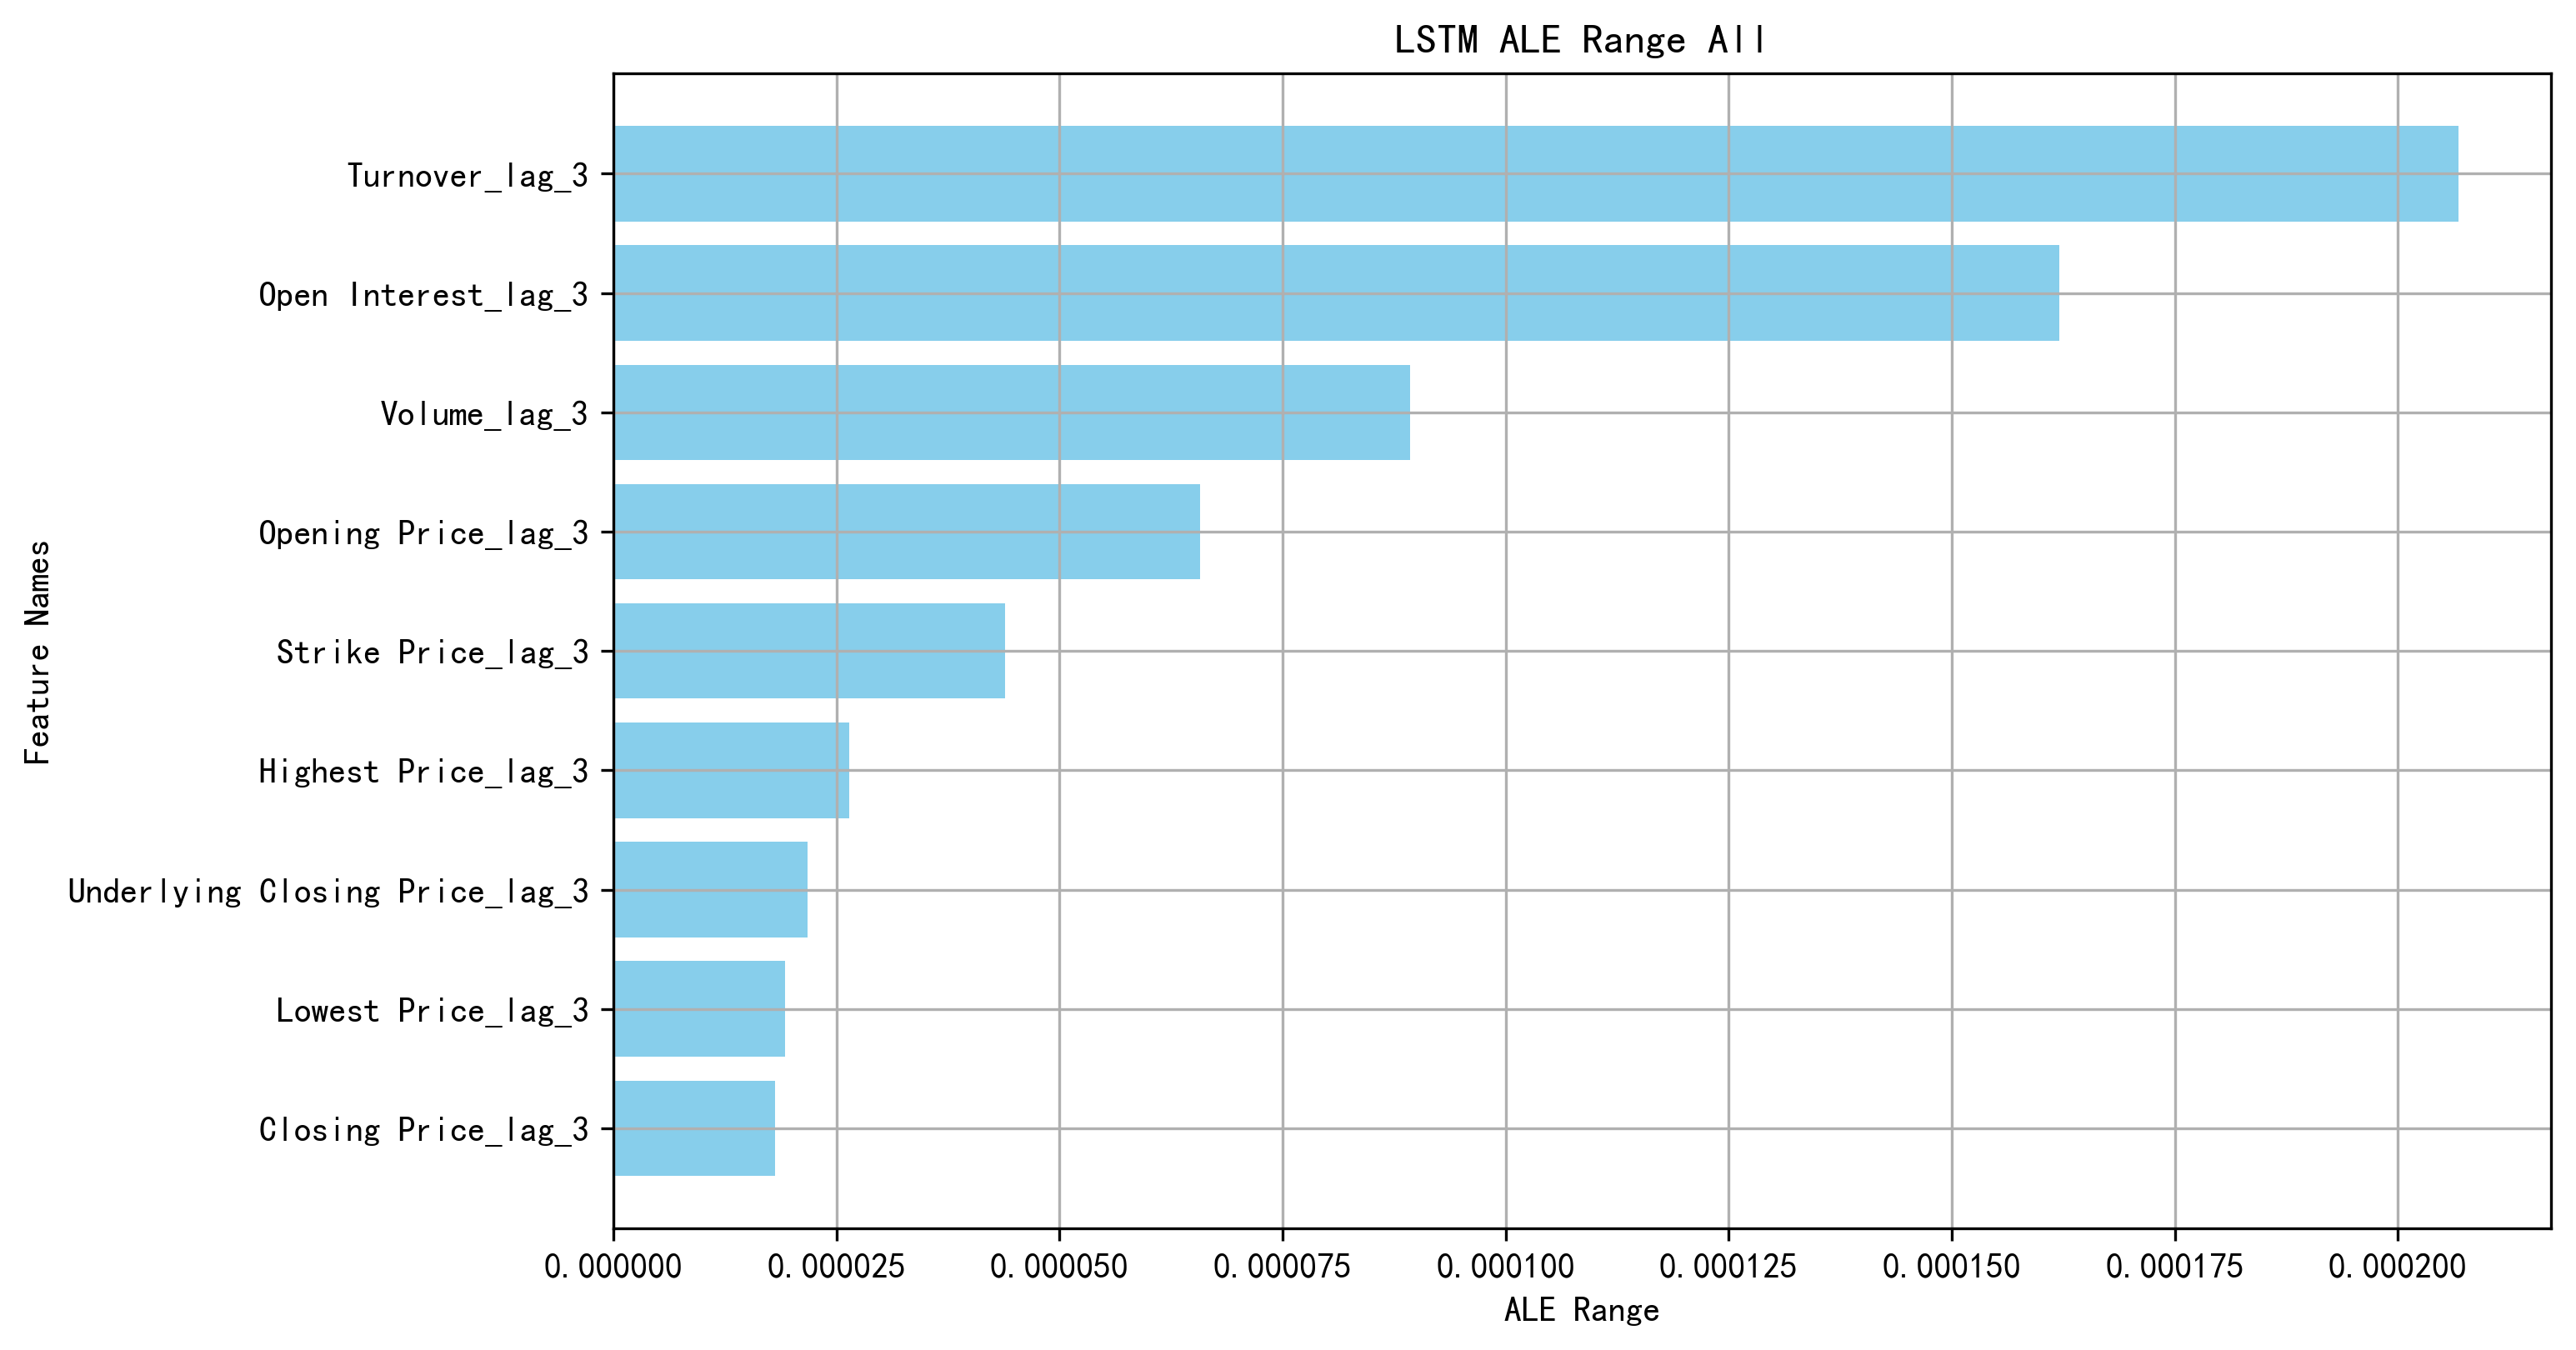 LSTM ALE Range All
Feature Names
Turnover_lag_3
Open Interest_lag_3
Volume_lag_3
Opening Price_lag_3
Strike Price_lag_3
Highest Price_lag_3
Underlying Closing Price_lag_3
Lowest Price_lag_3
Closing Price_lag_3
0.000000 0.000025 0.000050 0.000075 0.000100 0.000125 0.000150 0.000175 0.000200
ALE Range